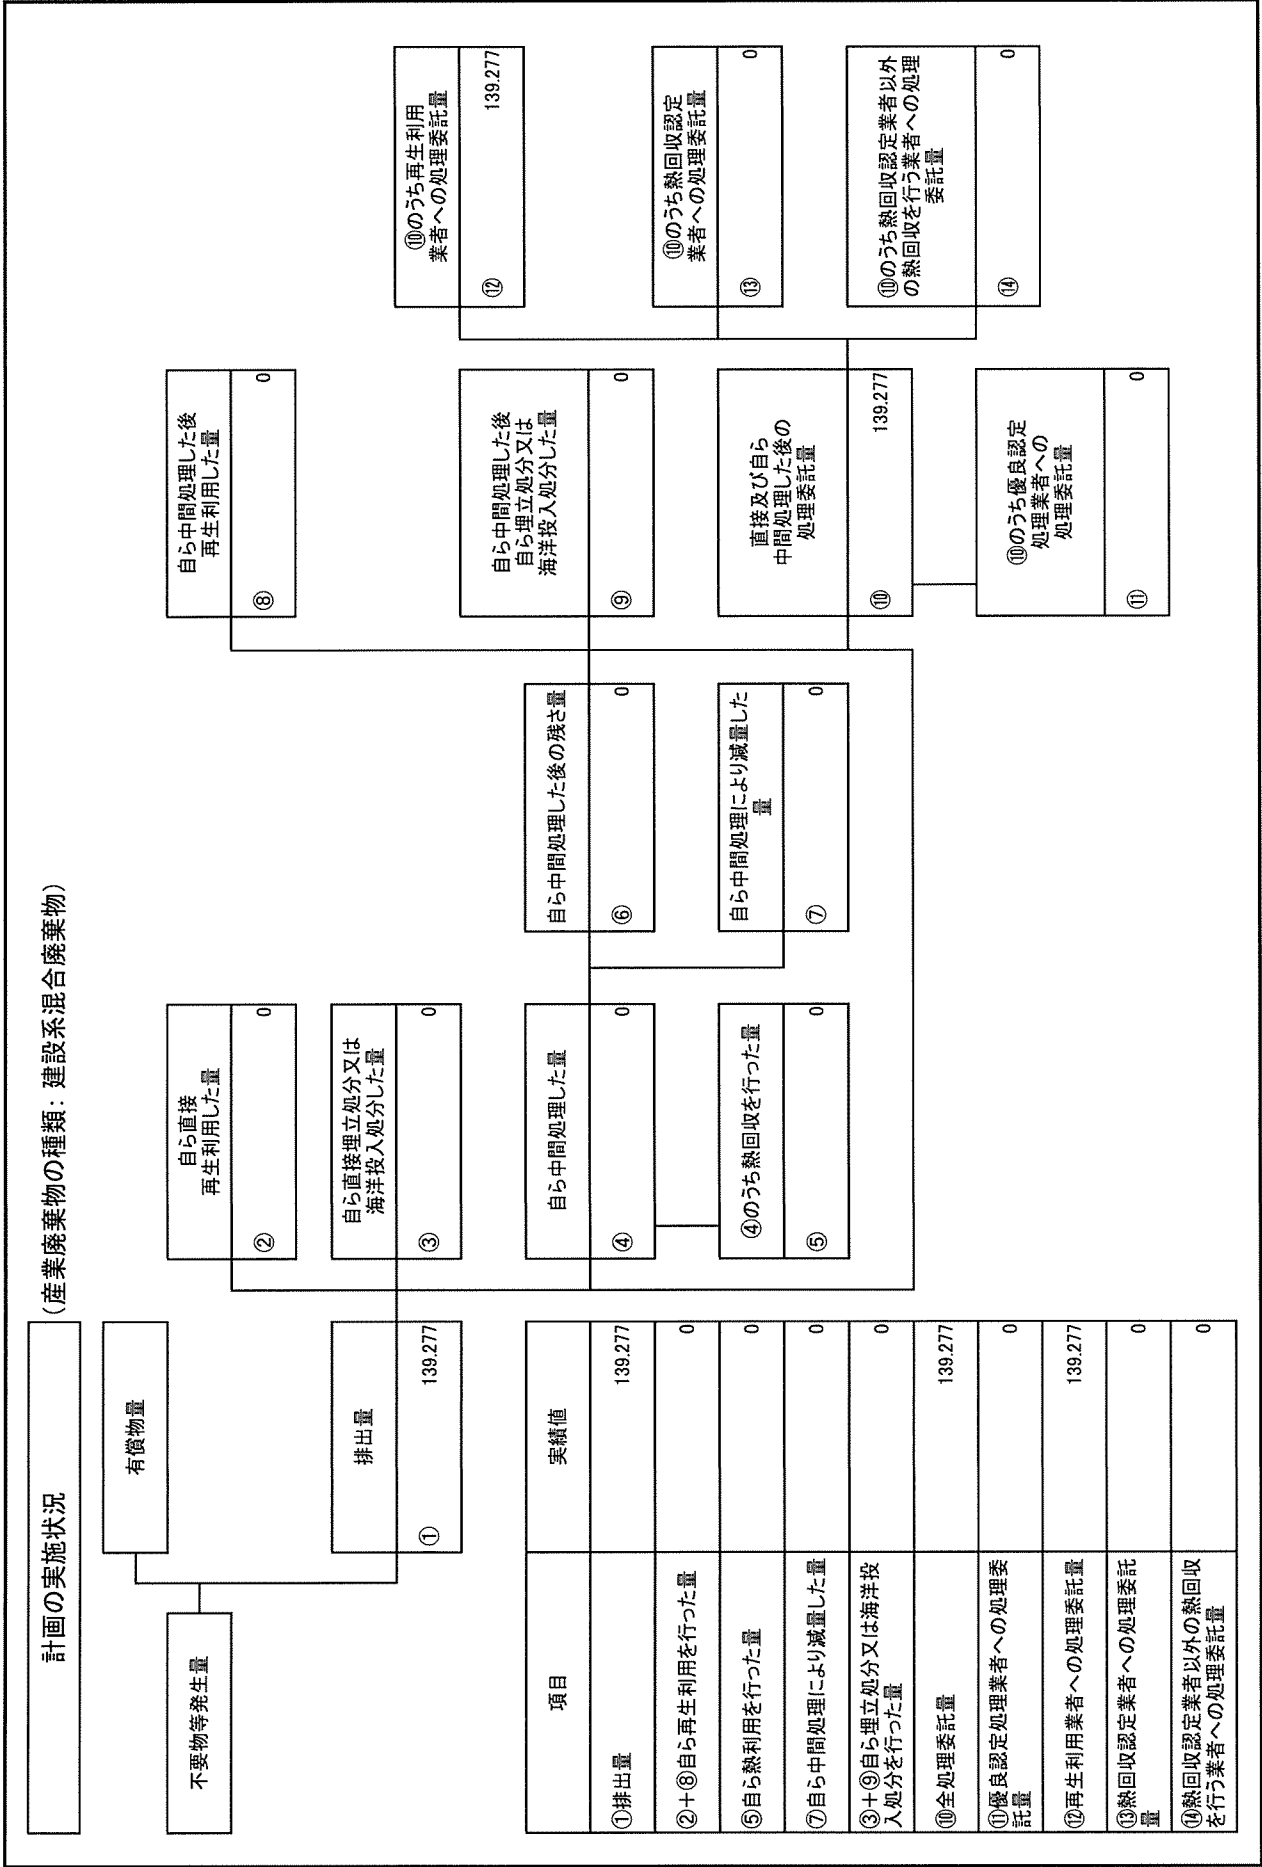 計画の実施状況
（産業廃棄物の種類：建設系混合廃棄物）
不要物等発生量
有償物量
排出量
① 139.277
自ら直接
再生利用した量
② 0
自ら直接埋立処分又は
海洋投入処分した量
③ 0
自ら中間処理した量
④ 0
④のうち熱回収を行った量
⑤ 0
自ら中間処理した後の残さ量
⑥ 0
自ら中間処理により減量した
量
⑦ 0
自ら中間処理した後
再生利用した量
⑧ 0
自ら中間処理した後
自ら埋立処分又は
海洋投入処分した量
⑨ 0
直接及び自ら
中間処理した後の
処理委託量
⑩ 139.277
⑩のうち優良認定
処理業者への
処理委託量
⑪ 0
⑩のうち再生利用
業者への処理委託量
⑫ 139.277
⑩のうち熱回収認定
業者への処理委託量
⑬ 0
⑩のうち熱回収認定業者以外
の熱回収を行う業者への処理
委託量
⑭ 0
項目 実績値
①排出量 139.277
②＋⑧自ら再生利用を行った量 0
⑤自ら熱利用を行った量 0
⑦自ら中間処理により減量した量 0
③＋⑨自ら埋立処分又は海洋投
入処分を行った量 0
⑩全処理委託量 139.277
⑪優良認定処理業者への処理委
託量 0
⑫再生利用業者への処理委託量 139.277
⑬熱回収認定業者への処理委託
量 0
⑭熱回収認定業者以外の熱回収
を行う業者への処理委託量 0